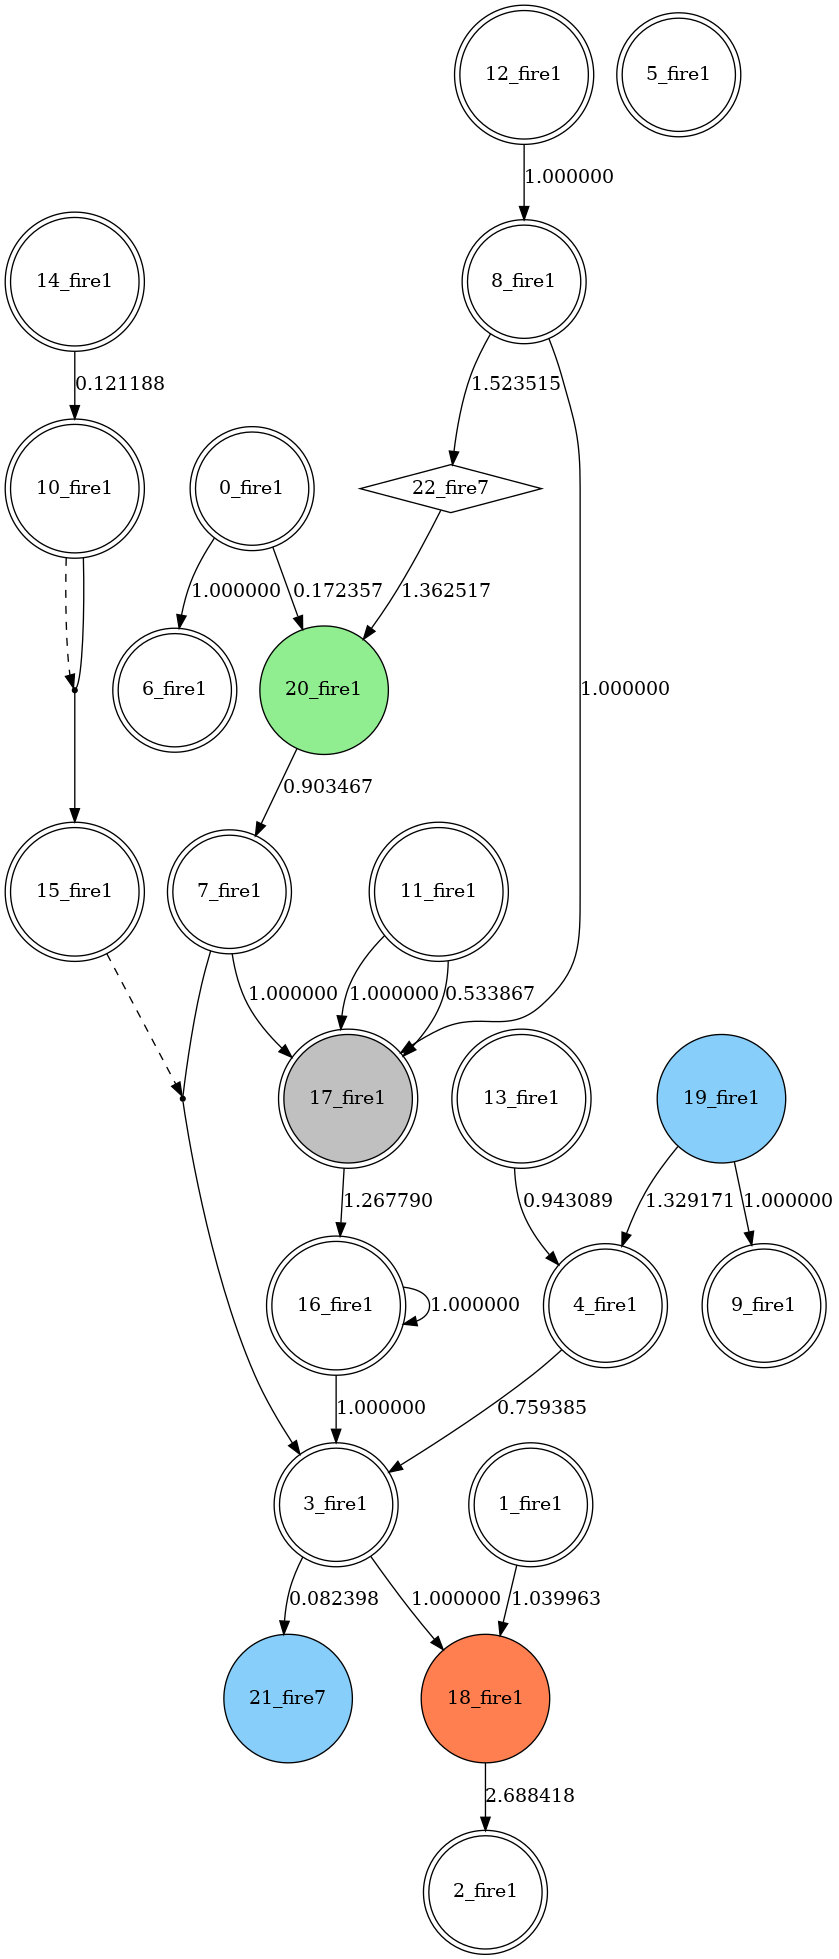 12_fire1
5_fire1
1.000000
14_fire1
8_fire1
0.121188
1.523515
10_fire1
0_fire1
22_fire7
1.000000
0.172357
1.362517
6_fire1
20_fire1
1.000000
0.903467
15_fire1
7_fire1
11_fire1
1.000000
1.000000
0.533867
17_fire1
13_fire1
19_fire1
1.267790
0.943089
1.329171
1.000000
16_fire1
1.000000
4_fire1
9_fire1
1.000000
0.759385
3_fire1
1_fire1
0.082398
1.000000
1.039963
21_fire7
18_fire1
2.688418
2_fire1